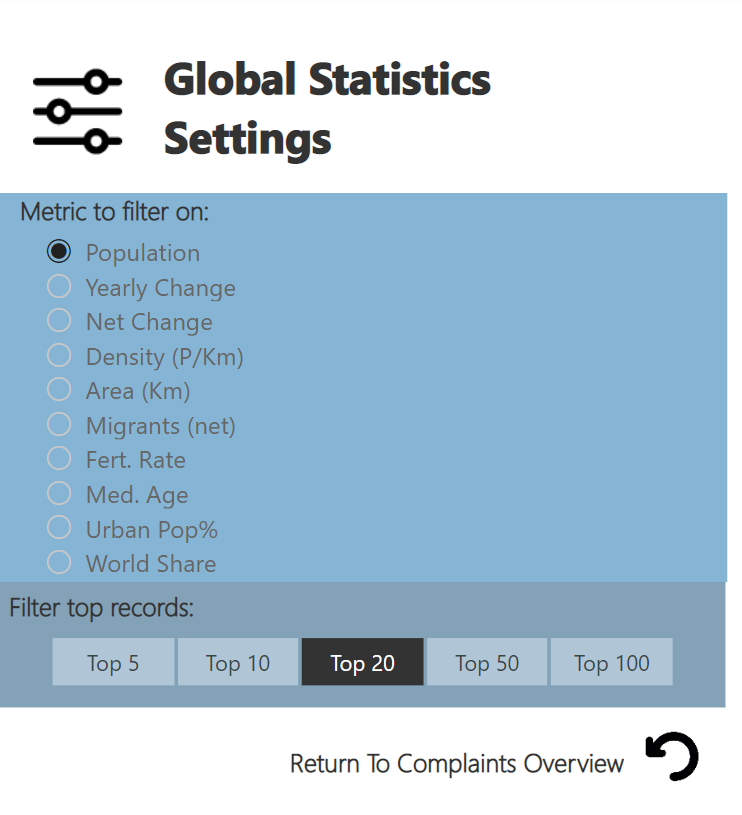 Global Statistics
Settings
Metric to filter on:
Population
Yearly Change
Net Change
Density (P/Km)
Area (Km)
Migrants (net)
Fert. Rate
Med. Age
Urban Pop%
World Share
Filter top records:
Top 5 Top 10 Top 20 Top 50 Top 100
Return To Complaints Overview